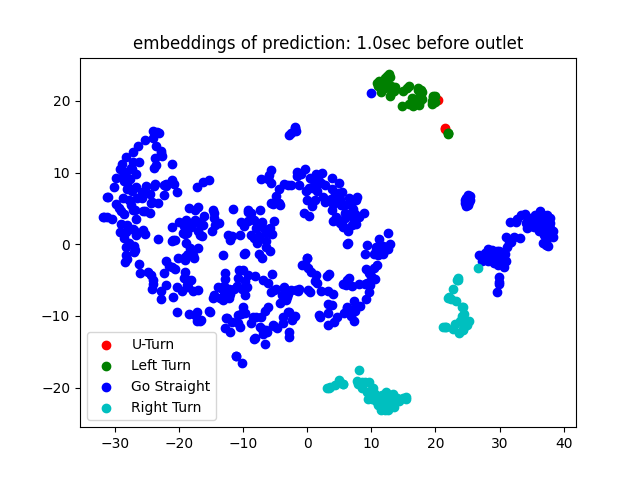 embeddings of prediction: 1.0sec before outlet
20
10
0
−10
−20
U-Turn
Left Turn
Go Straight
Right Turn
−30
−20
−10
0
10
20
30
40